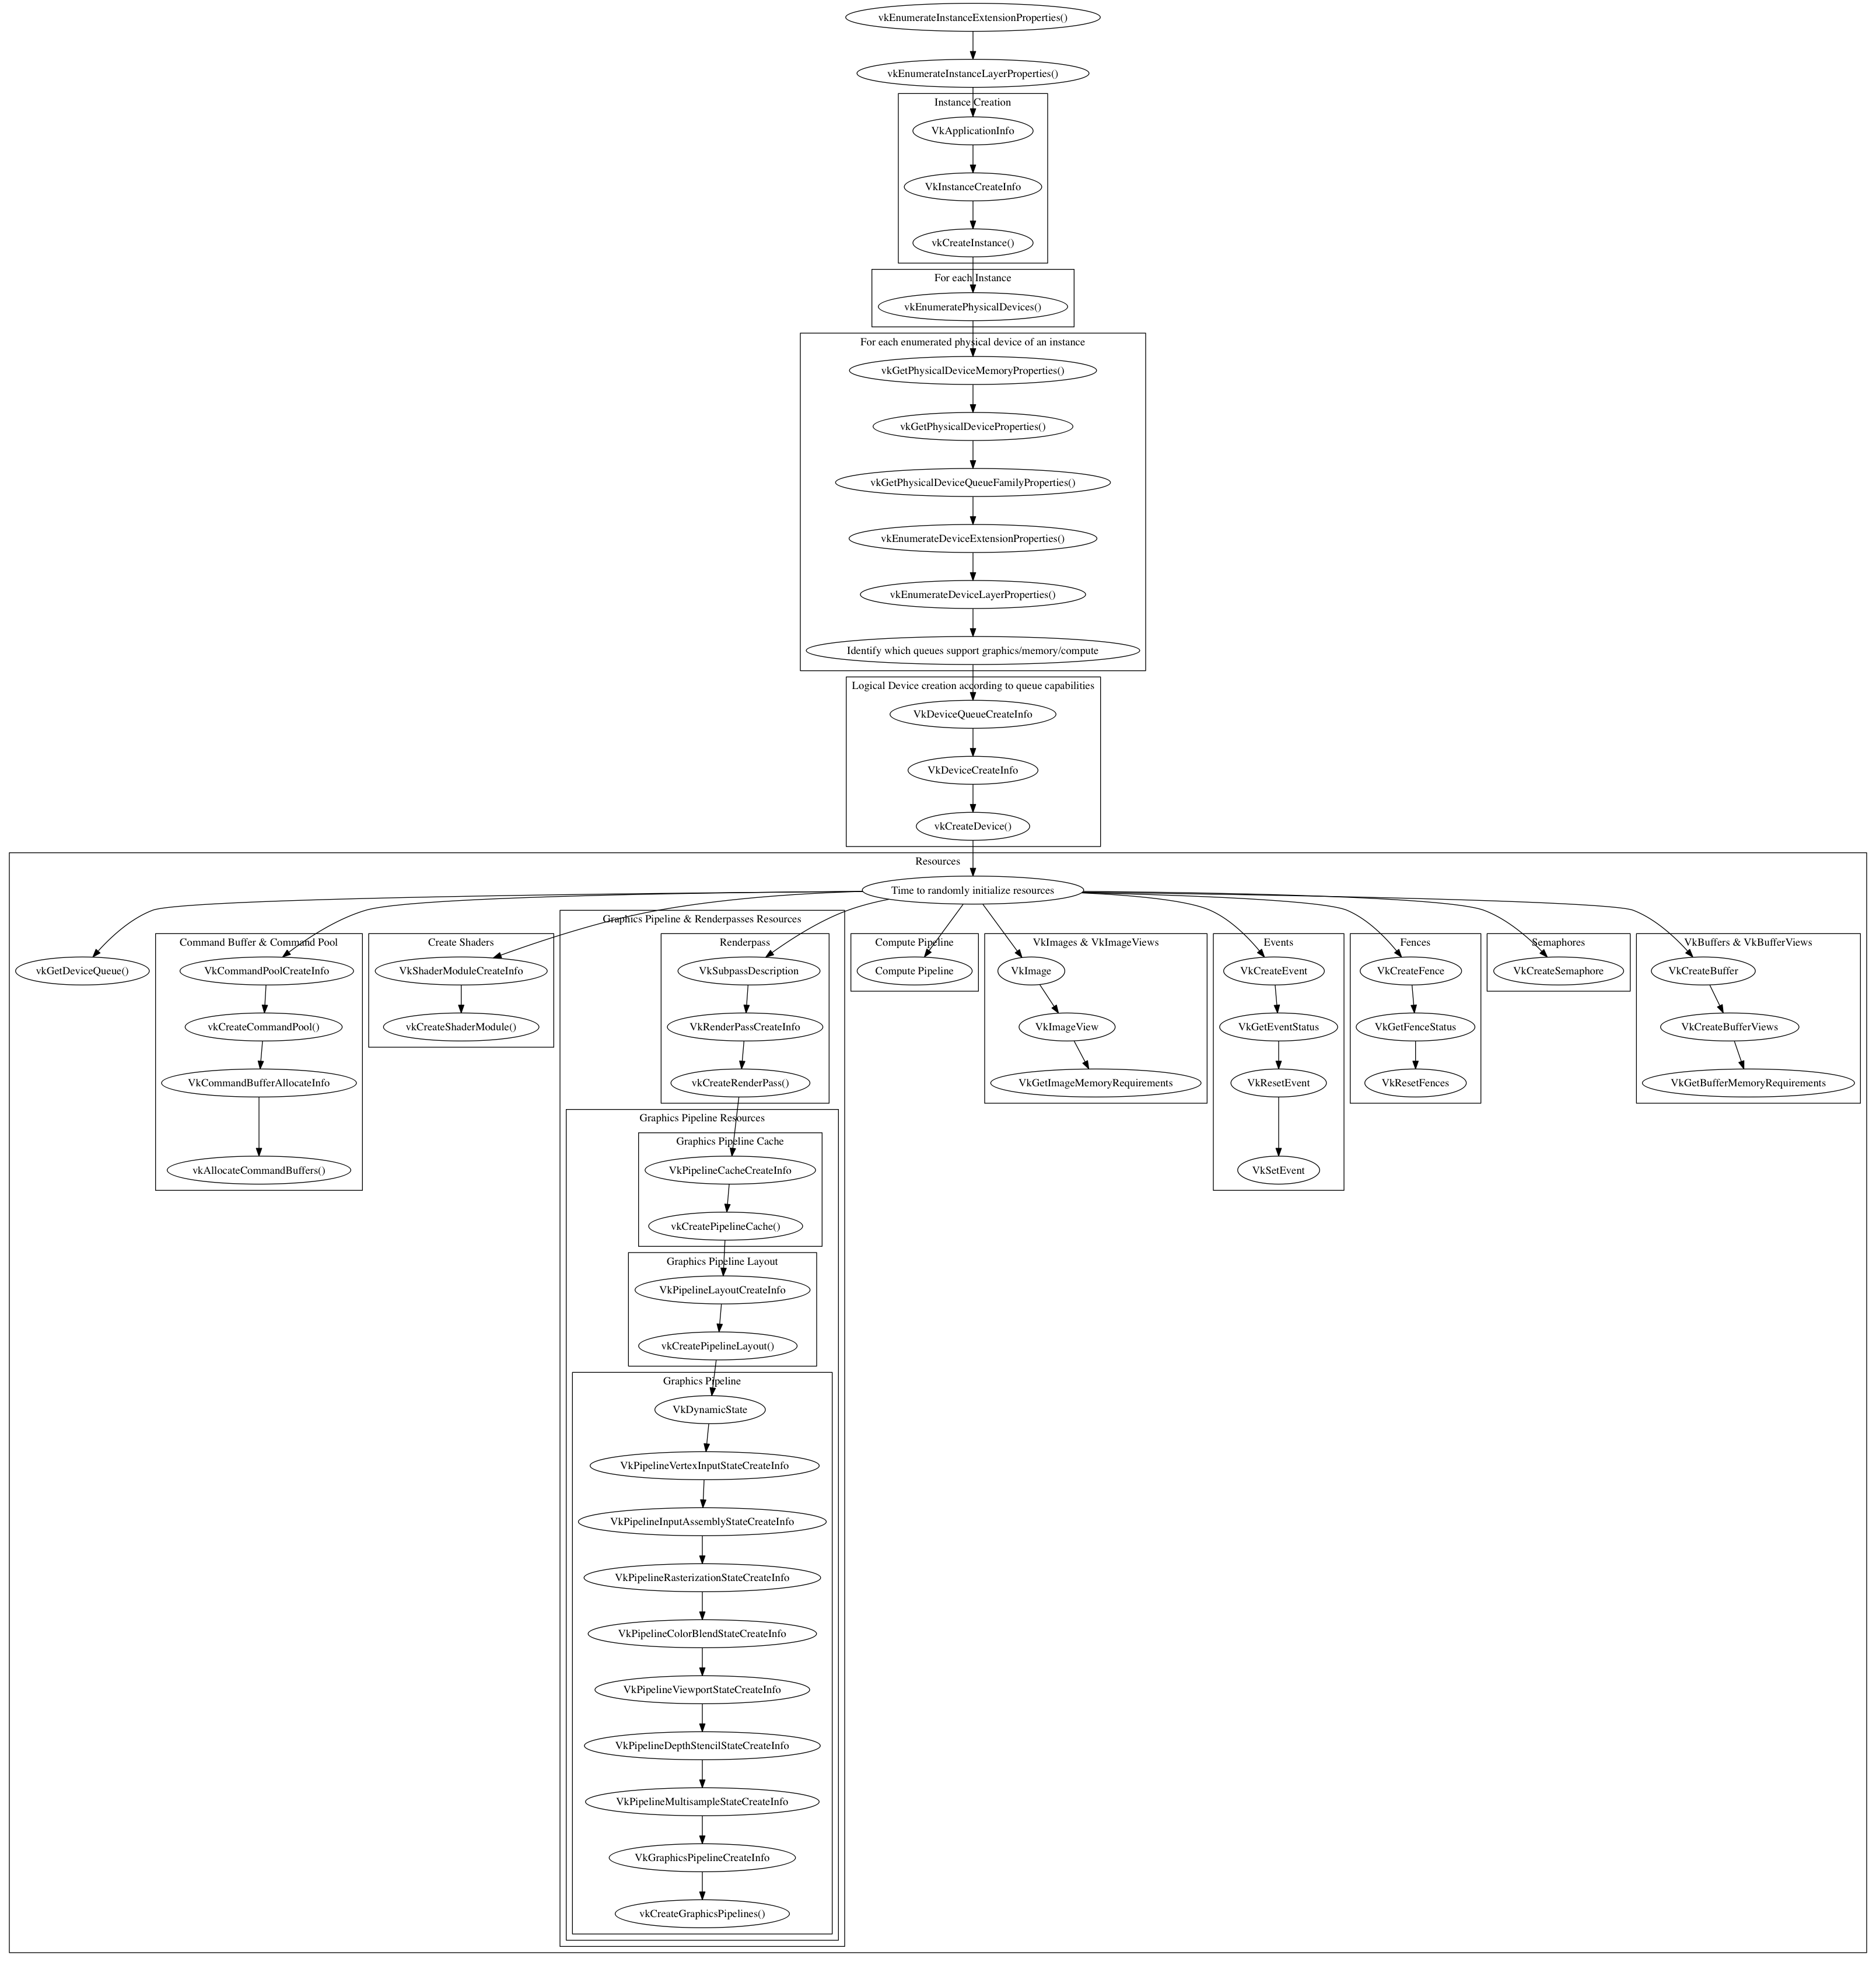 vkEnumerateInstanceExtensionProperties()
vkEnumerateInstanceLayerProperties()
Instance Creation
VkApplicationInfo
VkInstanceCreateInfo
vkCreateInstance()
For each Instance
vkEnumeratePhysicalDevices()
For each enumerated physical device of an instance
vkGetPhysicalDeviceMemoryProperties()
vkGetPhysicalDeviceProperties()
vkGetPhysicalDeviceQueueFamilyProperties()
vkEnumerateDeviceExtensionProperties()
vkEnumerateDeviceLayerProperties()
Identify which queues support graphics/memory/compute
Logical Device creation according to queue capabilities
VkDeviceQueueCreateInfo
VkDeviceCreateInfo
vkCreateDevice()
Resources
Time to randomly initialize resources
vkGetDeviceQueue()
Command Buffer & Command Pool
VkCommandPoolCreateInfo
vkCreateCommandPool()
VkCommandBufferAllocateInfo
vkAllocateCommandBuffers()
Create Shaders
VkShaderModuleCreateInfo
vkCreateShaderModule()
Graphics Pipeline & Renderpasses Resources
Renderpass
VkSubpassDescription
VkRenderPassCreateInfo
vkCreateRenderPass()
Graphics Pipeline Resources
Graphics Pipeline Cache
VkPipelineCacheCreateInfo
vkCreatePipelineCache()
Graphics Pipeline Layout
VkPipelineLayoutCreateInfo
vkCreatePipelineLayout()
Graphics Pipeline
VkDynamicState
VkPipelineVertexInputStateCreateInfo
VkPipelineInputAssemblyStateCreateInfo
VkPipelineRasterizationStateCreateInfo
VkPipelineColorBlendStateCreateInfo
VkPipelineViewportStateCreateInfo
VkPipelineDepthStencilStateCreateInfo
VkPipelineMultisampleStateCreateInfo
VkGraphicsPipelineCreateInfo
vkCreateGraphicsPipelines()
Compute Pipeline
Compute Pipeline
VkImages & VkImageViews
VkImage
VkImageView
VkGetImageMemoryRequirements
Events
VkCreateEvent
VkGetEventStatus
VkResetEvent
VkSetEvent
Fences
VkCreateFence
VkGetFenceStatus
VkResetFences
Semaphores
VkCreateSemaphore
VkBuffers & VkBufferViews
VkCreateBuffer
VkCreateBufferViews
VkGetBufferMemoryRequirements